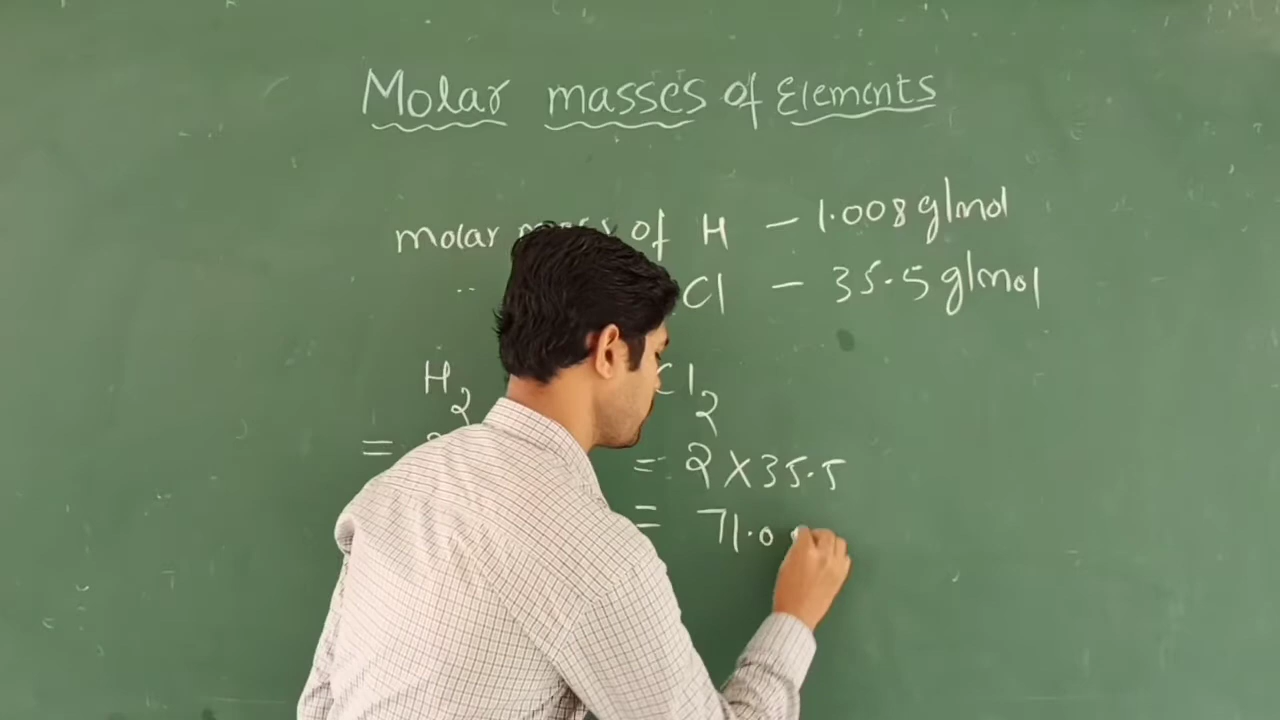 Molar masses of Elements
molar mass of H - 1.008 g/mol
" Cl - 35.5 g/mol
H2 Cl2
= = 2 X 35.5
= 71.0